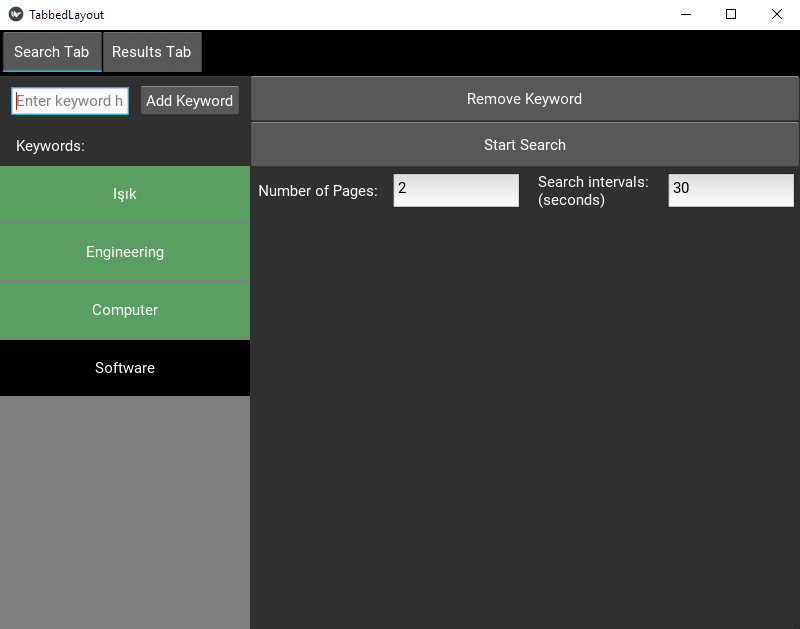 TabbedLayout
Search Tab
Results Tab
Enter keyword h
Add Keyword
Keywords:
Işık
Engineering
Computer
Software
Remove Keyword
Start Search
Number of Pages:
2
Search intervals:
(seconds)
30